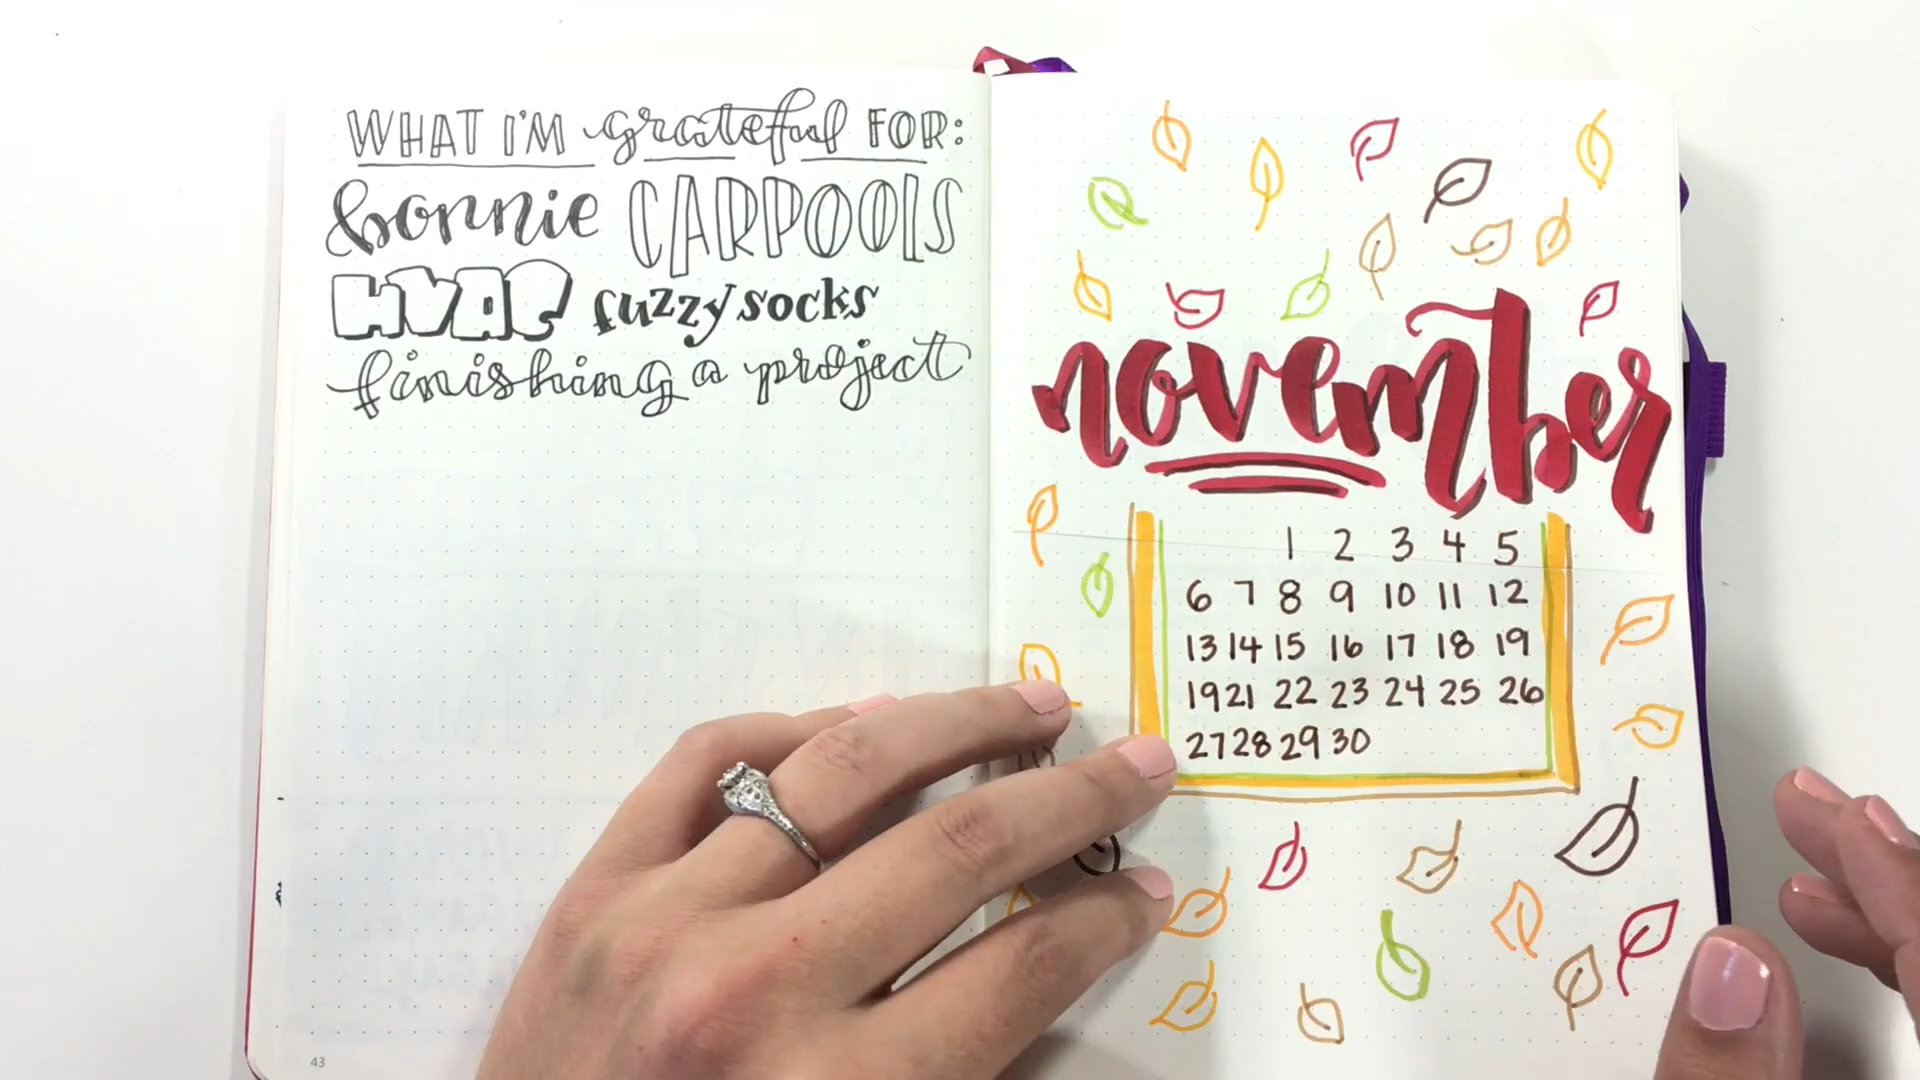 WHAT I'M grateful FOR:
bonnie CARPOOLS
HVAC fuzzy socks
finishing a project
43
november
1 2 3 4 5
6 7 8 9 10 11 12
13 14 15 16 17 18 19
19 21 22 23 24 25 26
27 28 29 30